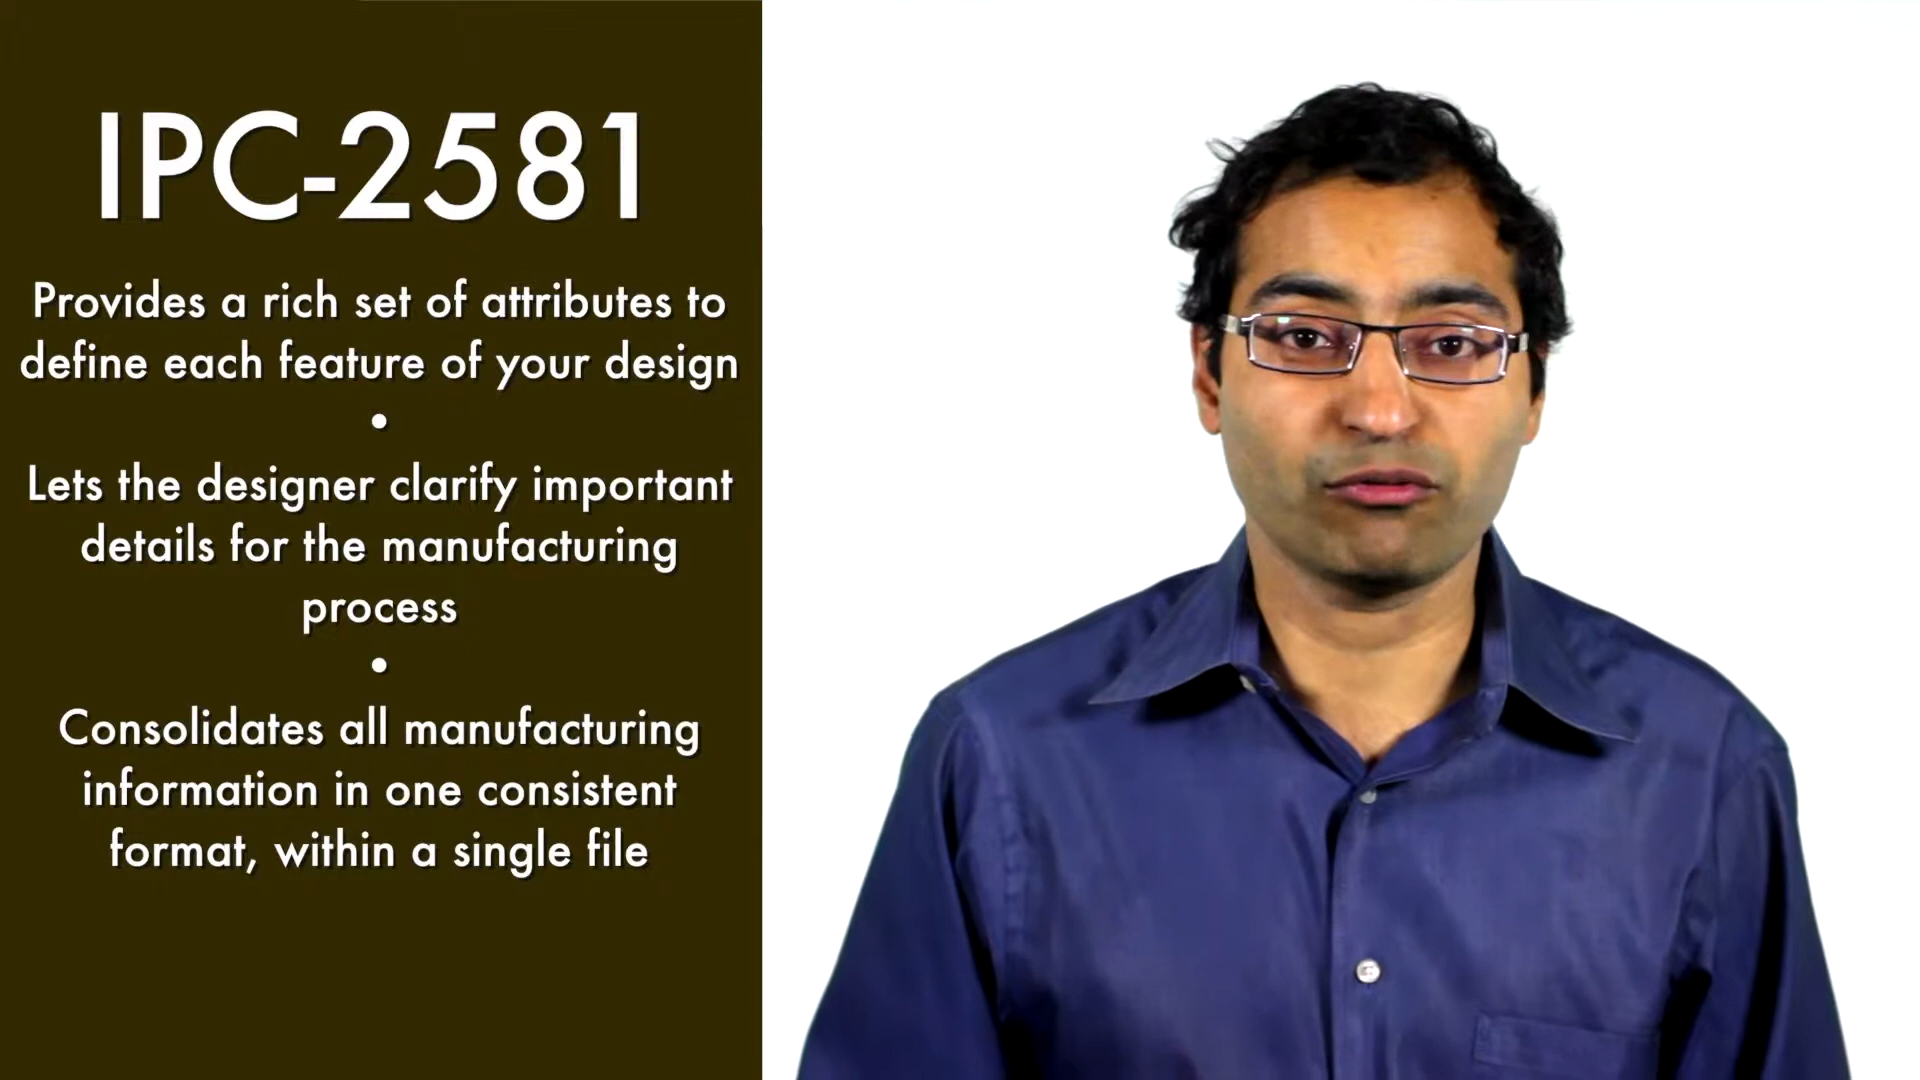 IPC-2581
Provides a rich set of attributes to
define each feature of your design
•
Lets the designer clarify important
details for the manufacturing
process
•
Consolidates all manufacturing
information in one consistent
format, within a single file